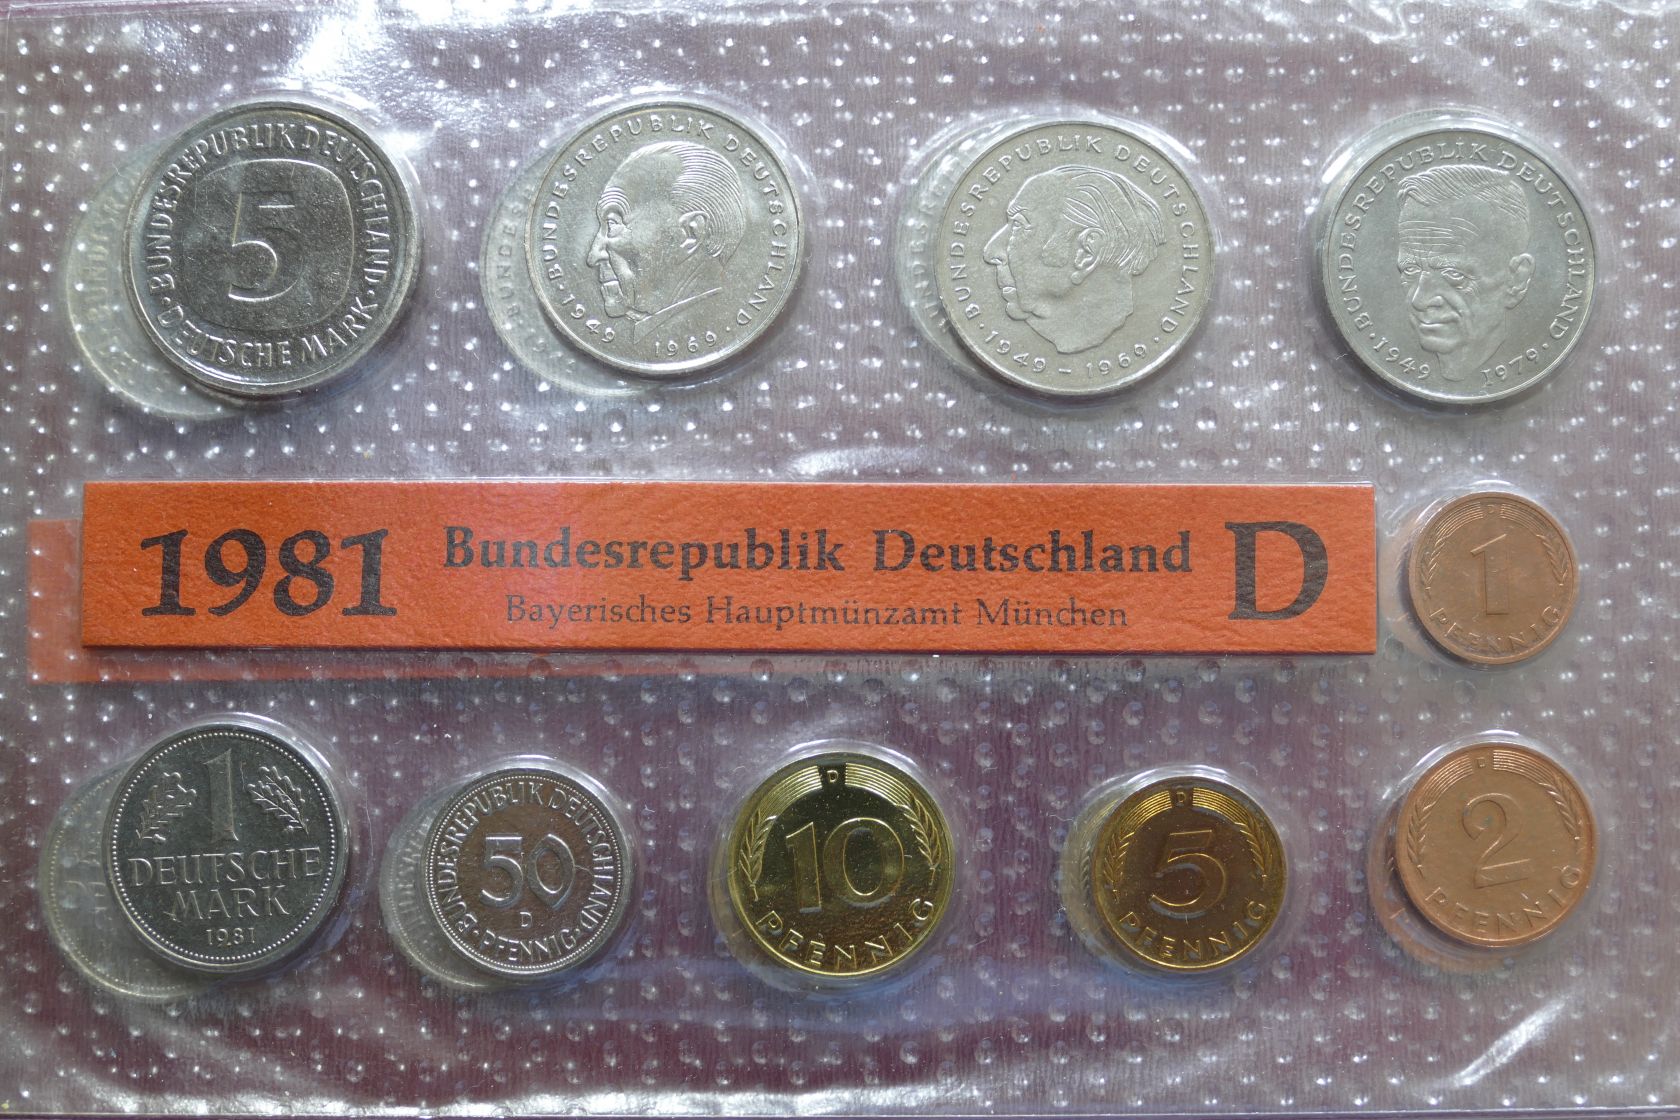 BUNDESREPUBLIK DEUTSCHLAND
5
DEUTSCHE MARK
BUNDESREPUBLIK DEUTSCHLAND
1949 1969
BUNDESREPUBLIK DEUTSCHLAND
1949 - 1969
BUNDESREPUBLIK DEUTSCHLAND
1949 1979
1981 Bundesrepublik Deutschland D
Bayerisches Hauptmünzamt München
D
1
PFENNIG
1
DEUTSCHE
MARK
1981
BUNDESREPUBLIK DEUTSCHLAND
50
D
PFENNIG
D
10
PFENNIG
D
5
PFENNIG
D
2
PFENNIG